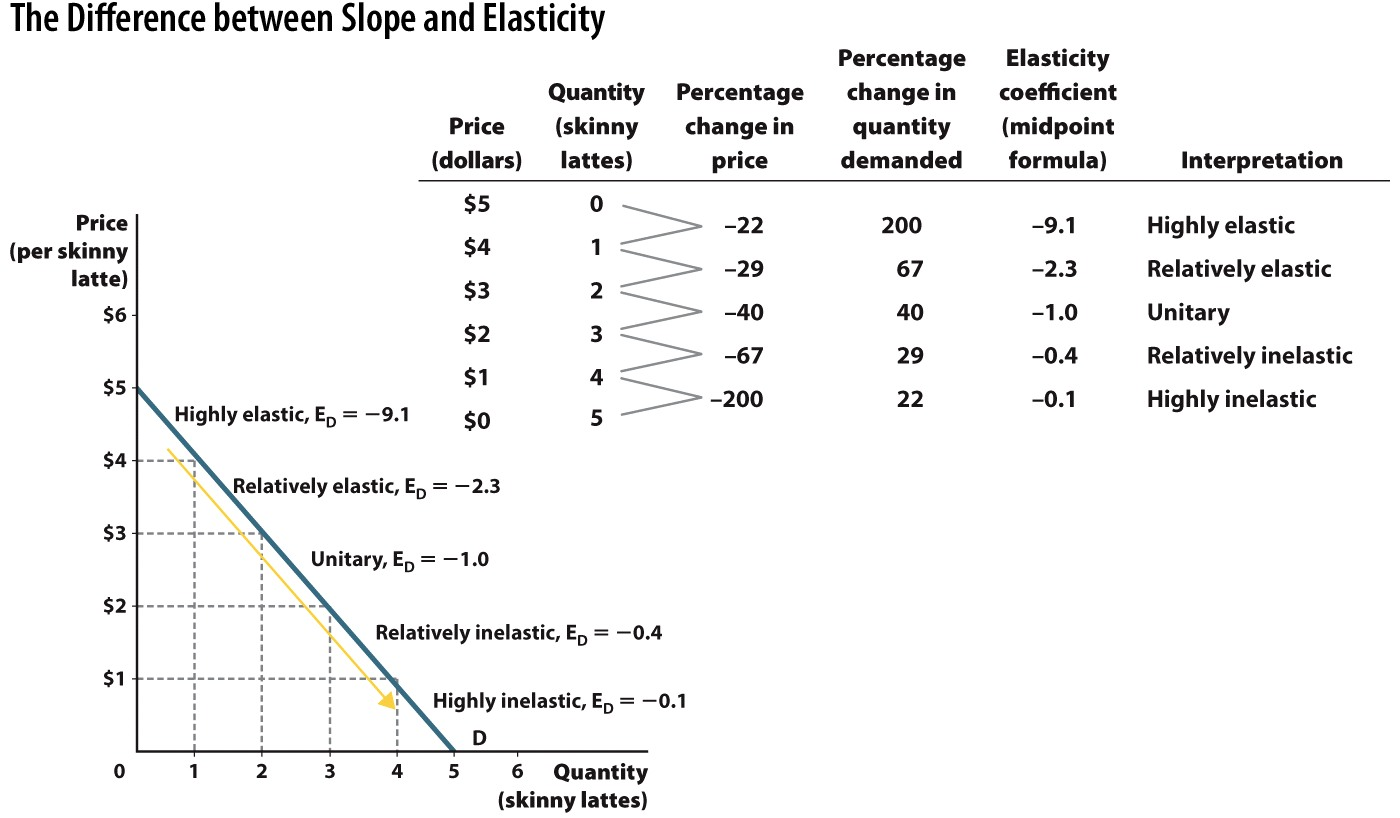 The Difference between Slope and Elasticity
Price (dollars) Quantity (skinny lattes) Percentage change in price Percentage change in quantity demanded Elasticity coefficient (midpoint formula) Interpretation
$5 0
–22 200 –9.1 Highly elastic
$4 1
–29 67 –2.3 Relatively elastic
$3 2
–40 40 –1.0 Unitary
$2 3
–67 29 –0.4 Relatively inelastic
$1 4
–200 22 –0.1 Highly inelastic
$0 5
Price
(per skinny
latte)
$6
$5
Highly elastic, ED = −9.1
$4
Relatively elastic, ED = −2.3
$3
Unitary, ED = −1.0
$2
Relatively inelastic, ED = −0.4
$1
Highly inelastic, ED = −0.1
D
0 1 2 3 4 5 6 Quantity
(skinny lattes)